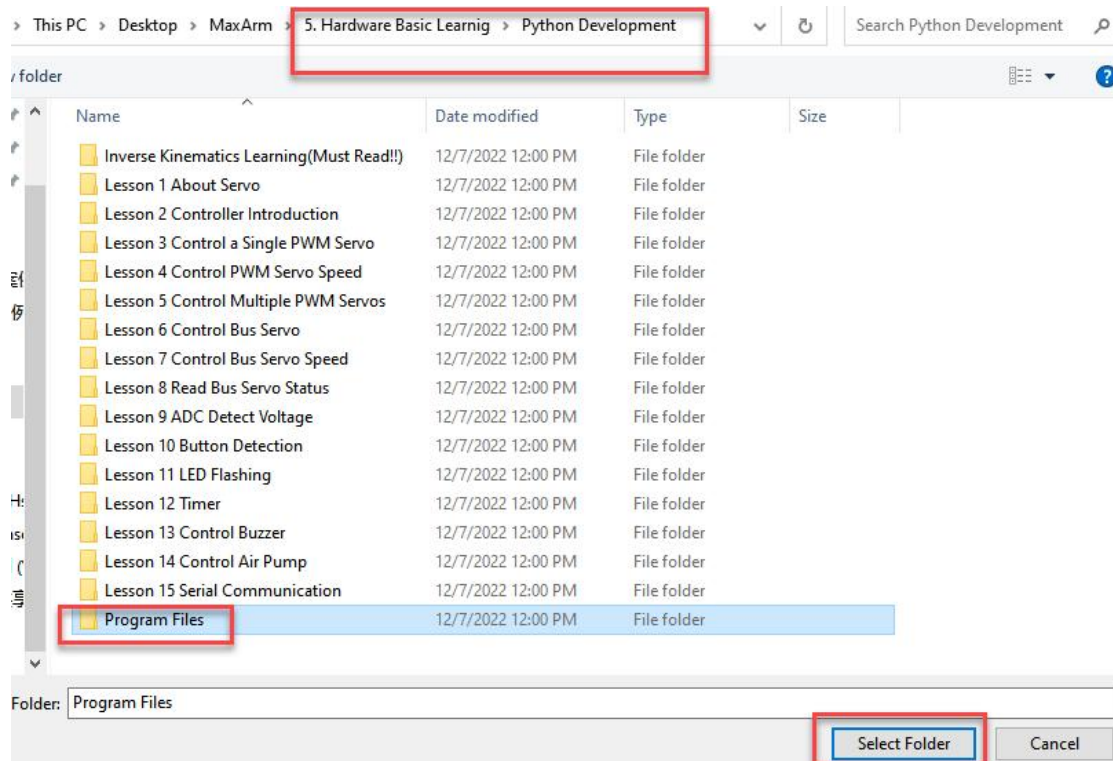 This PC > Desktop > MaxArm > 5. Hardware Basic Learnig > Python Development Search Python Development
folder
Name Date modified Type Size
Inverse Kinematics Learning(Must Read!!) 12/7/2022 12:00 PM File folder
Lesson 1 About Servo 12/7/2022 12:00 PM File folder
Lesson 2 Controller Introduction 12/7/2022 12:00 PM File folder
Lesson 3 Control a Single PWM Servo 12/7/2022 12:00 PM File folder
Lesson 4 Control PWM Servo Speed 12/7/2022 12:00 PM File folder
Lesson 5 Control Multiple PWM Servos 12/7/2022 12:00 PM File folder
Lesson 6 Control Bus Servo 12/7/2022 12:00 PM File folder
Lesson 7 Control Bus Servo Speed 12/7/2022 12:00 PM File folder
Lesson 8 Read Bus Servo Status 12/7/2022 12:00 PM File folder
Lesson 9 ADC Detect Voltage 12/7/2022 12:00 PM File folder
Lesson 10 Button Detection 12/7/2022 12:00 PM File folder
Lesson 11 LED Flashing 12/7/2022 12:00 PM File folder
Lesson 12 Timer 12/7/2022 12:00 PM File folder
Lesson 13 Control Buzzer 12/7/2022 12:00 PM File folder
Lesson 14 Control Air Pump 12/7/2022 12:00 PM File folder
Lesson 15 Serial Communication 12/7/2022 12:00 PM File folder
Program Files 12/7/2022 12:00 PM File folder
Folder: Program Files
Select Folder Cancel